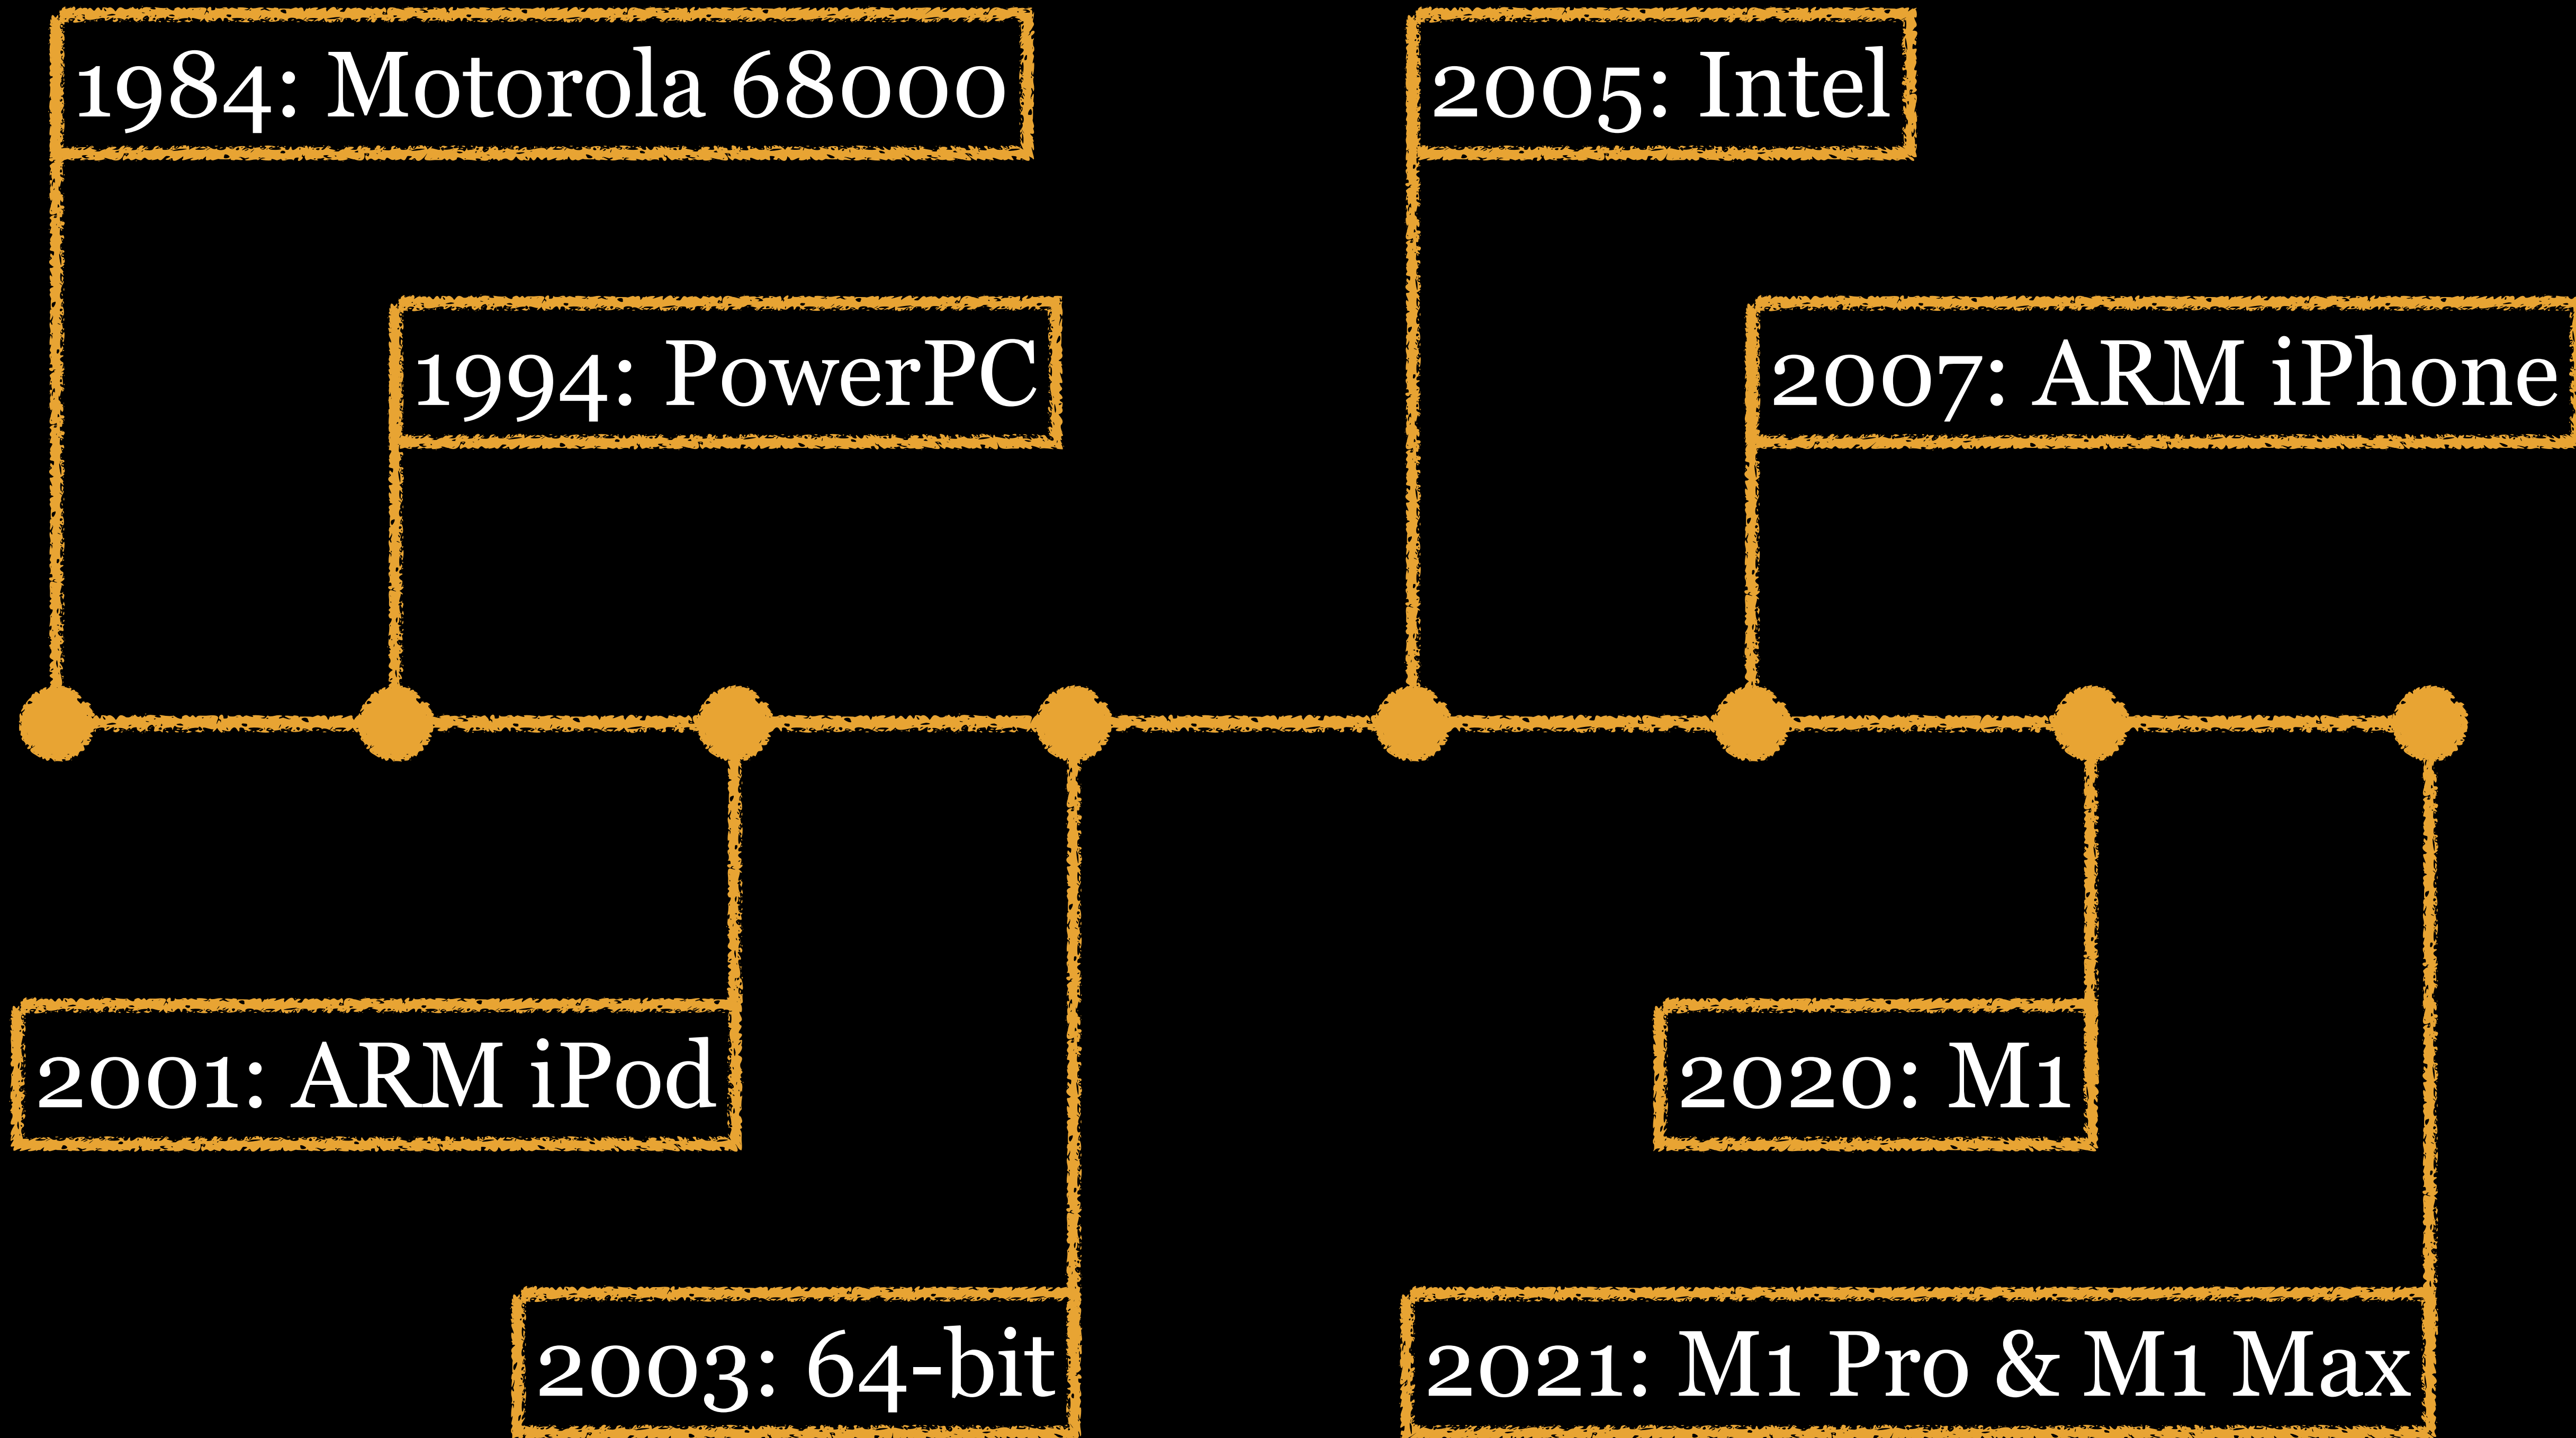 1984: Motorola 68000
2005: Intel
1994: PowerPC
2007: ARM iPhone
2001: ARM iPod
2020: M1
2003: 64-bit
2021: M1 Pro & M1 Max